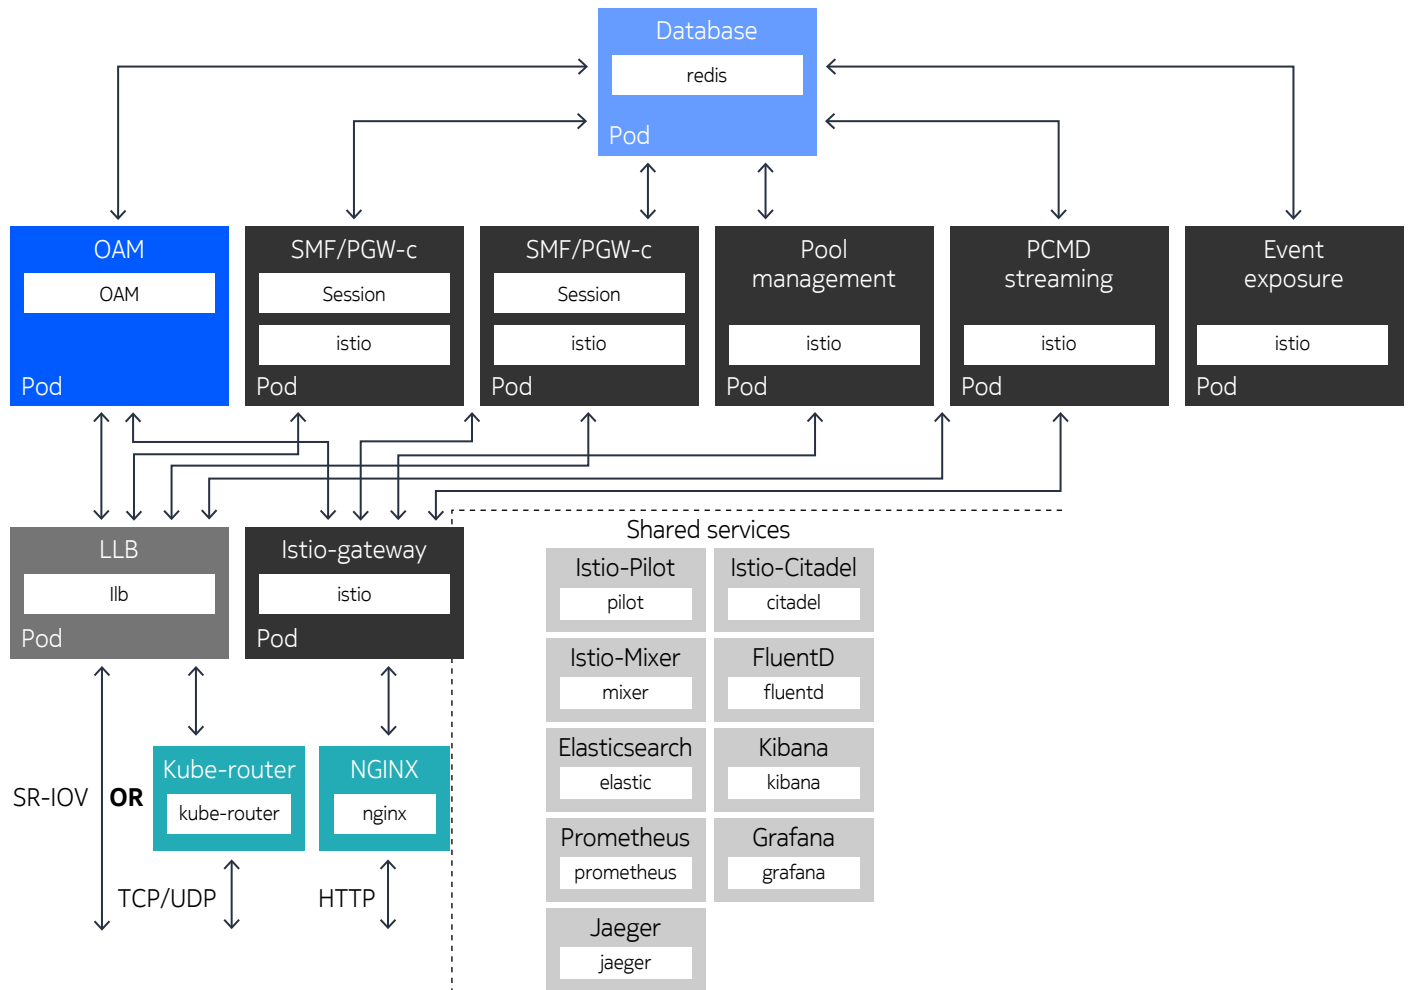 Database
redis
Pod
OAM
OAM
Pod
SMF/PGW-c
Session
istio
Pod
SMF/PGW-c
Session
istio
Pod
Pool
management
istio
Pod
PCMD
streaming
istio
Pod
Event
exposure
istio
Pod
LLB
llb
Pod
Istio-gateway
istio
Pod
Shared services
Istio-Pilot
pilot
Istio-Citadel
citadel
Istio-Mixer
mixer
FluentD
fluentd
Elasticsearch
elastic
Kibana
kibana
Prometheus
prometheus
Grafana
grafana
Jaeger
jaeger
Kube-router
kube-router
NGINX
nginx
SR-IOV
OR
TCP/UDP
HTTP